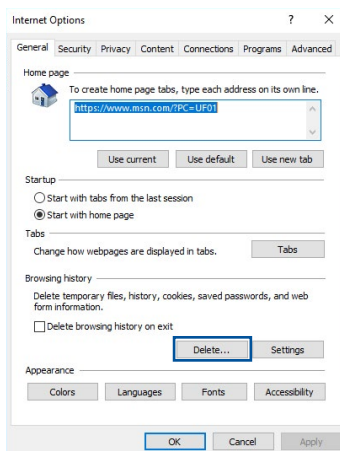 Internet Options ? X
General Security Privacy Content Connections Programs Advanced
Home page
To create home page tabs, type each address on its own line.
https://www.msn.com/?PC=UF01
Use current Use default Use new tab
Startup
Start with tabs from the last session
Start with home page
Tabs
Change how webpages are displayed in tabs. Tabs
Browsing history
Delete temporary files, history, cookies, saved passwords, and web
form information.
Delete browsing history on exit
Delete... Settings
Appearance
Colors Languages Fonts Accessibility
OK Cancel Apply